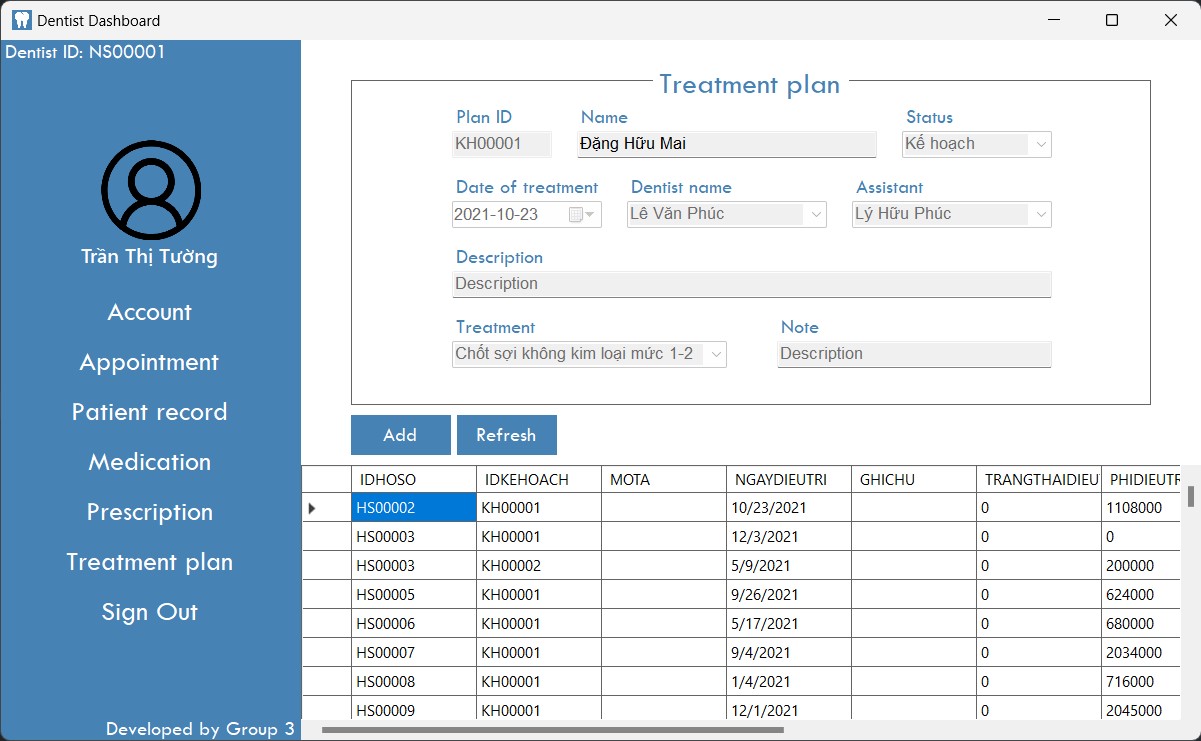 Dentist Dashboard
Dentist ID: NS00001
Trần Thị Tường
Account
Appointment
Patient record
Medication
Prescription
Treatment plan
Sign Out
Developed by Group 3
Treatment plan
Plan ID Name Status
KH00001 Đặng Hữu Mai Kế hoạch
Date of treatment Dentist name Assistant
2021-10-23 Lê Văn Phúc Lý Hữu Phúc
Description
Description
Treatment Note
Chốt sợi không kim loại mức 1-2 Description
Add Refresh
IDHOSO IDKEHOACH MOTA NGAYDIEUTRI GHICHU TRANGTHAIDIEU PHIDIEUTR
HS00002 KH00001 10/23/2021 0 1108000
HS00003 KH00001 12/3/2021 0 0
HS00003 KH00002 5/9/2021 0 200000
HS00005 KH00001 9/26/2021 0 624000
HS00006 KH00001 5/17/2021 0 680000
HS00007 KH00001 9/4/2021 0 2034000
HS00008 KH00001 1/4/2021 0 716000
HS00009 KH00001 12/1/2021 0 2045000